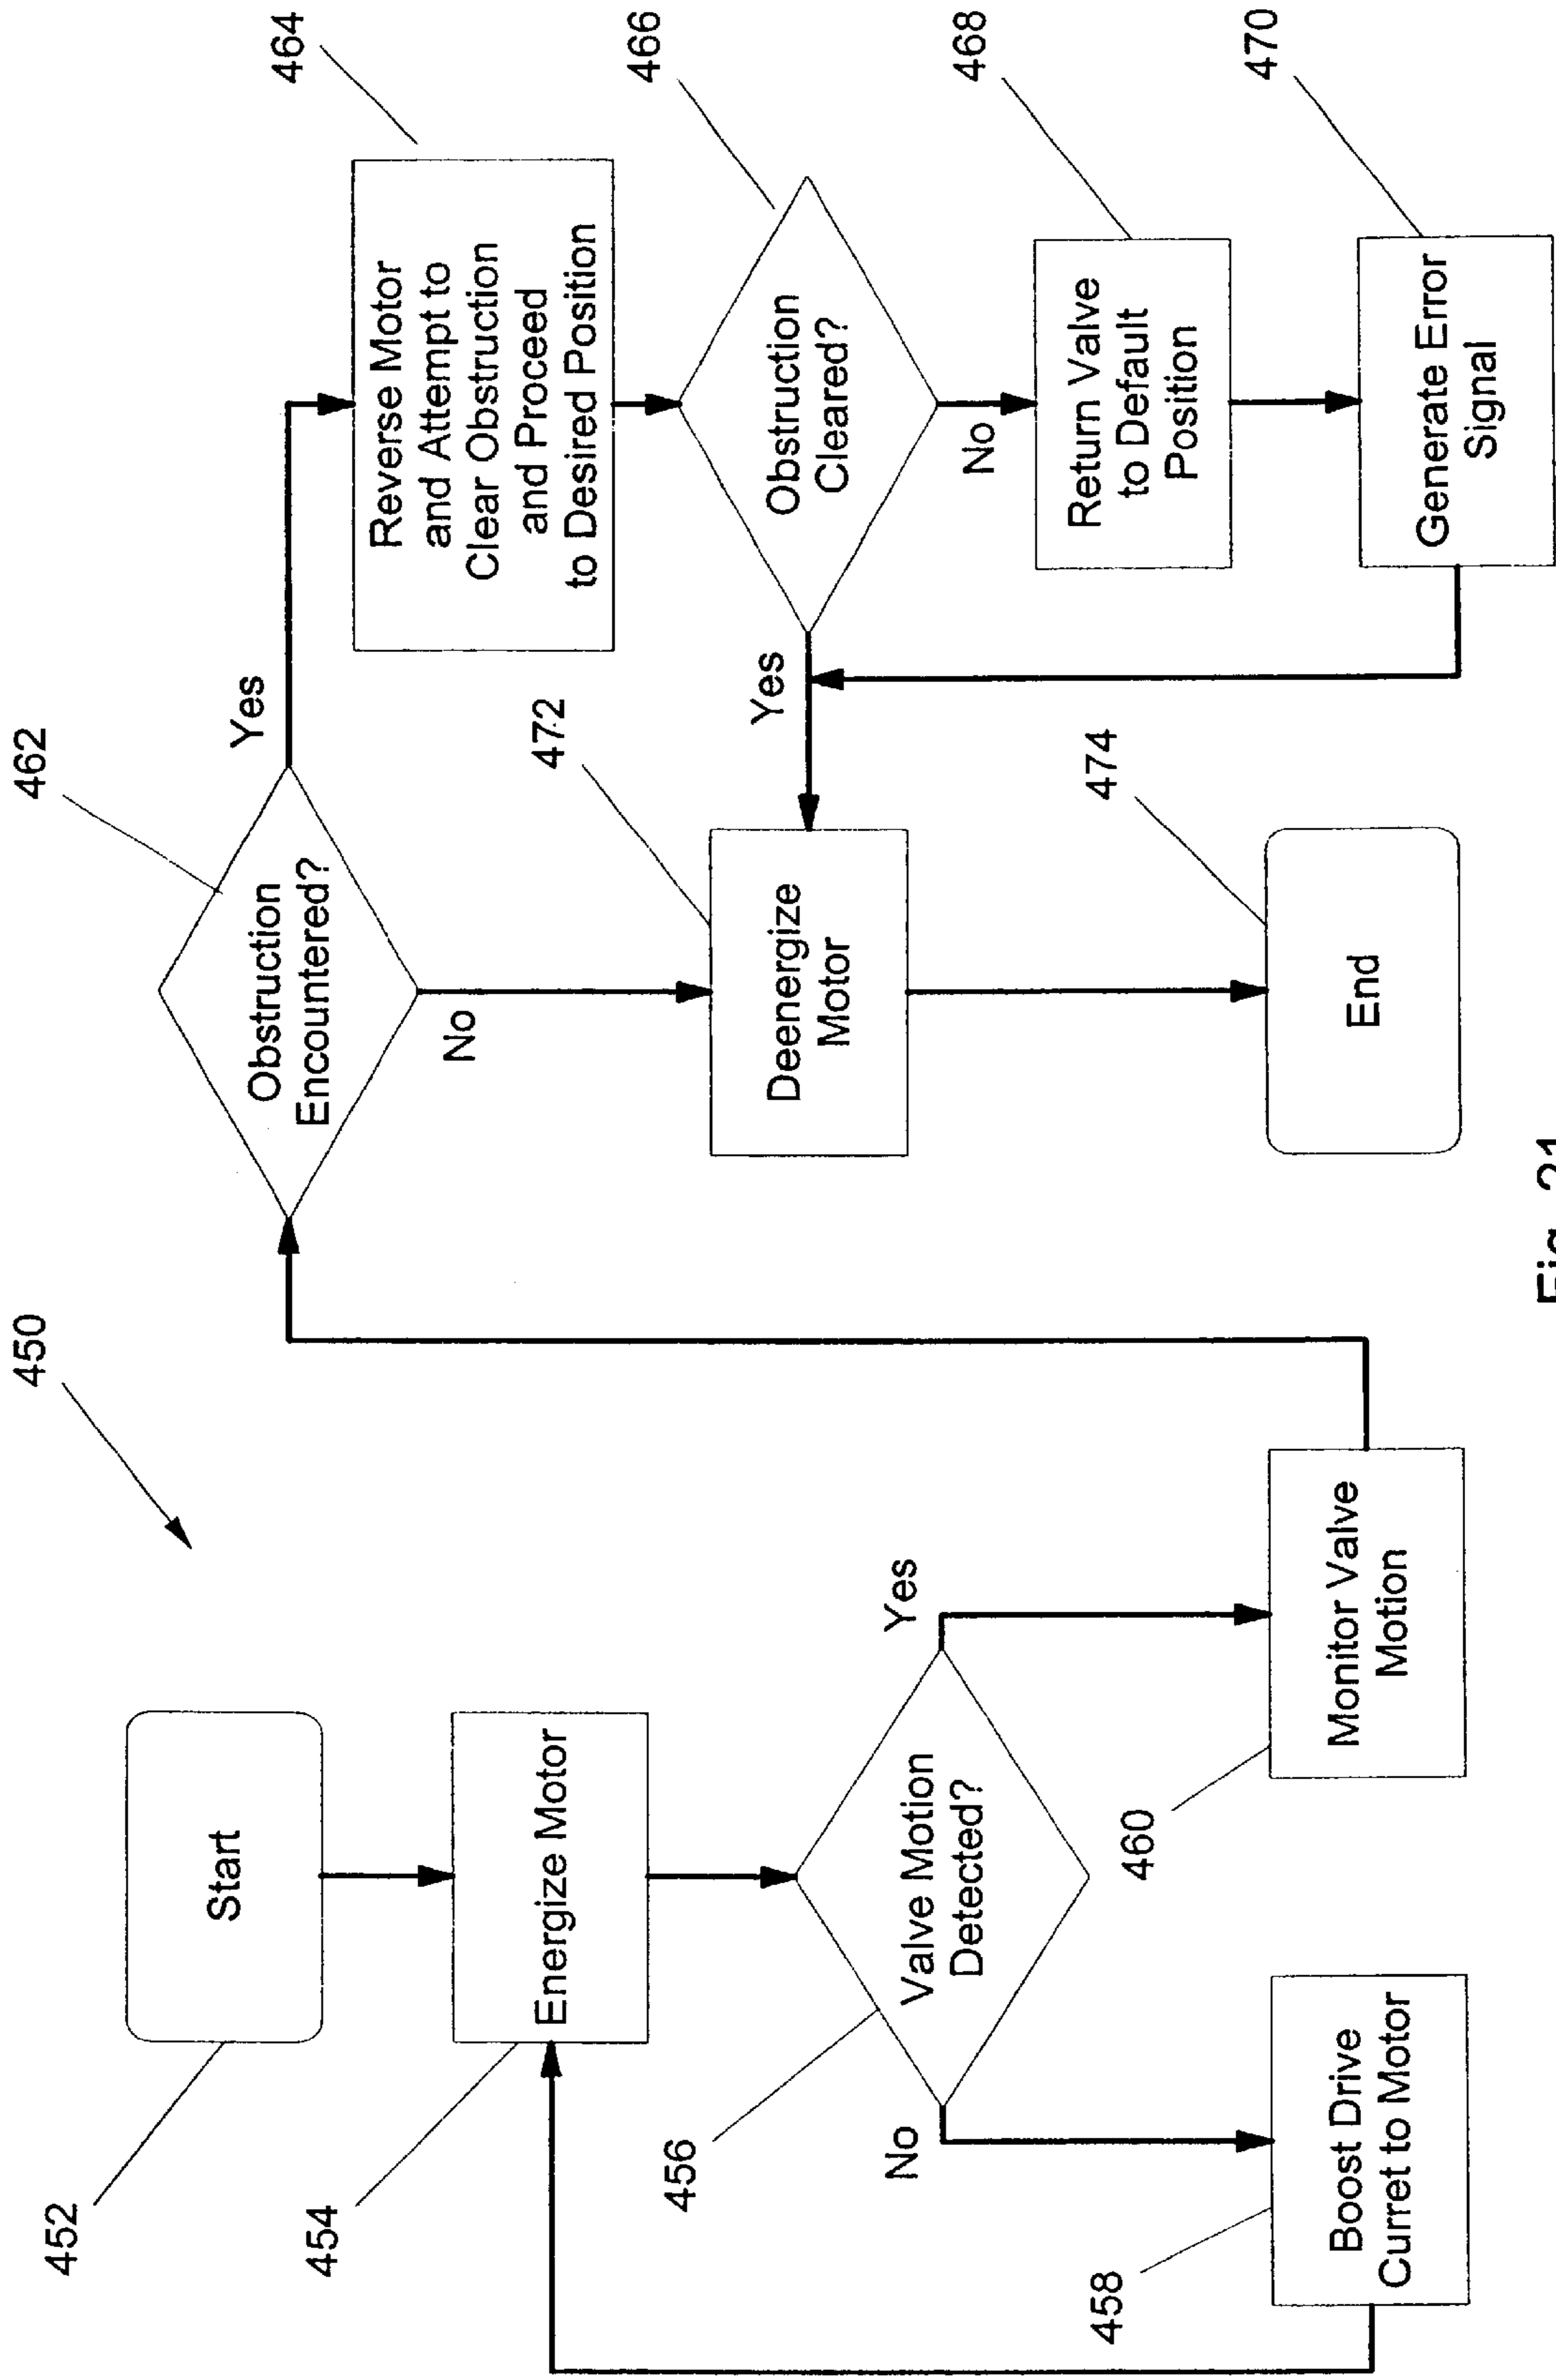 450
452
Start
454
Energize Motor
456
Valve Motion
Detected?
No
Yes
458
Boost Drive
Curret to Motor
460
Monitor Valve
Motion
462
Obstruction
Encountered?
Yes
No
464
Reverse Motor
and Attempt to
Clear Obstruction
and Proceed
to Desired Position
466
Obstruction
Cleared?
Yes
No
468
Return Valve
to Default
Position
470
Generate Error
Signal
472
Deenergize
Motor
474
End
Fig. 21